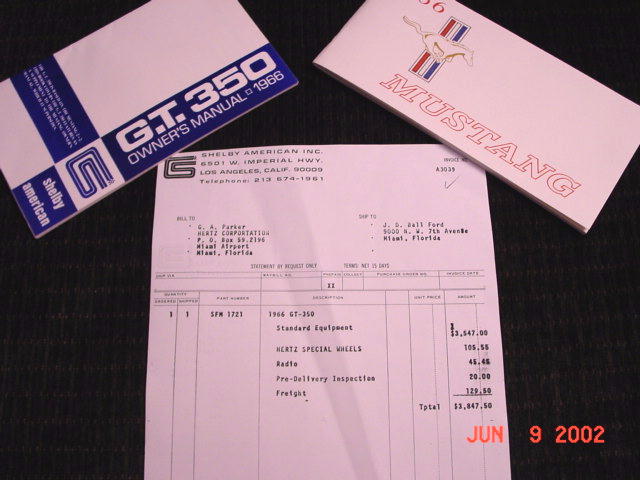 G.T. 350
OWNER'S MANUAL 1966
shelby
american
66
MUSTANG
SHELBY AMERICAN INC.
6501 W. IMPERIAL HWY.
LOS ANGELES, CALIF. 90009
Telephone: 213 674-1961
INVOICE NO.
A3039
BILL TO
G. A. Parker
HERTZ CORPORATION
P. O. Box 59.2196
Miami Airport
Miami, Florida
SHIP TO
J. D. Ball Ford
9000 N. W. 7th Avenue
Miami, Florida
STATEMENT BY REQUEST ONLY TERMS: NET 15 DAYS
SHIP VIA WAYBILL NO. PREPAID COLLECT PURCHASE ORDER NO. INVOICE DATE
XX
QUANTITY
ORDERED SHIPPED PART NUMBER DESCRIPTION UNIT PRICE AMOUNT
1 1 SFM 1721 1966 GT-350
Standard Equipment $3,547.00
HERTZ SPECIAL WHEELS 105.55
Radio 45.45
Pre-Delivery Inspection 20.00
Freight 129.50
Total $3,847.50
JUN 9 2002